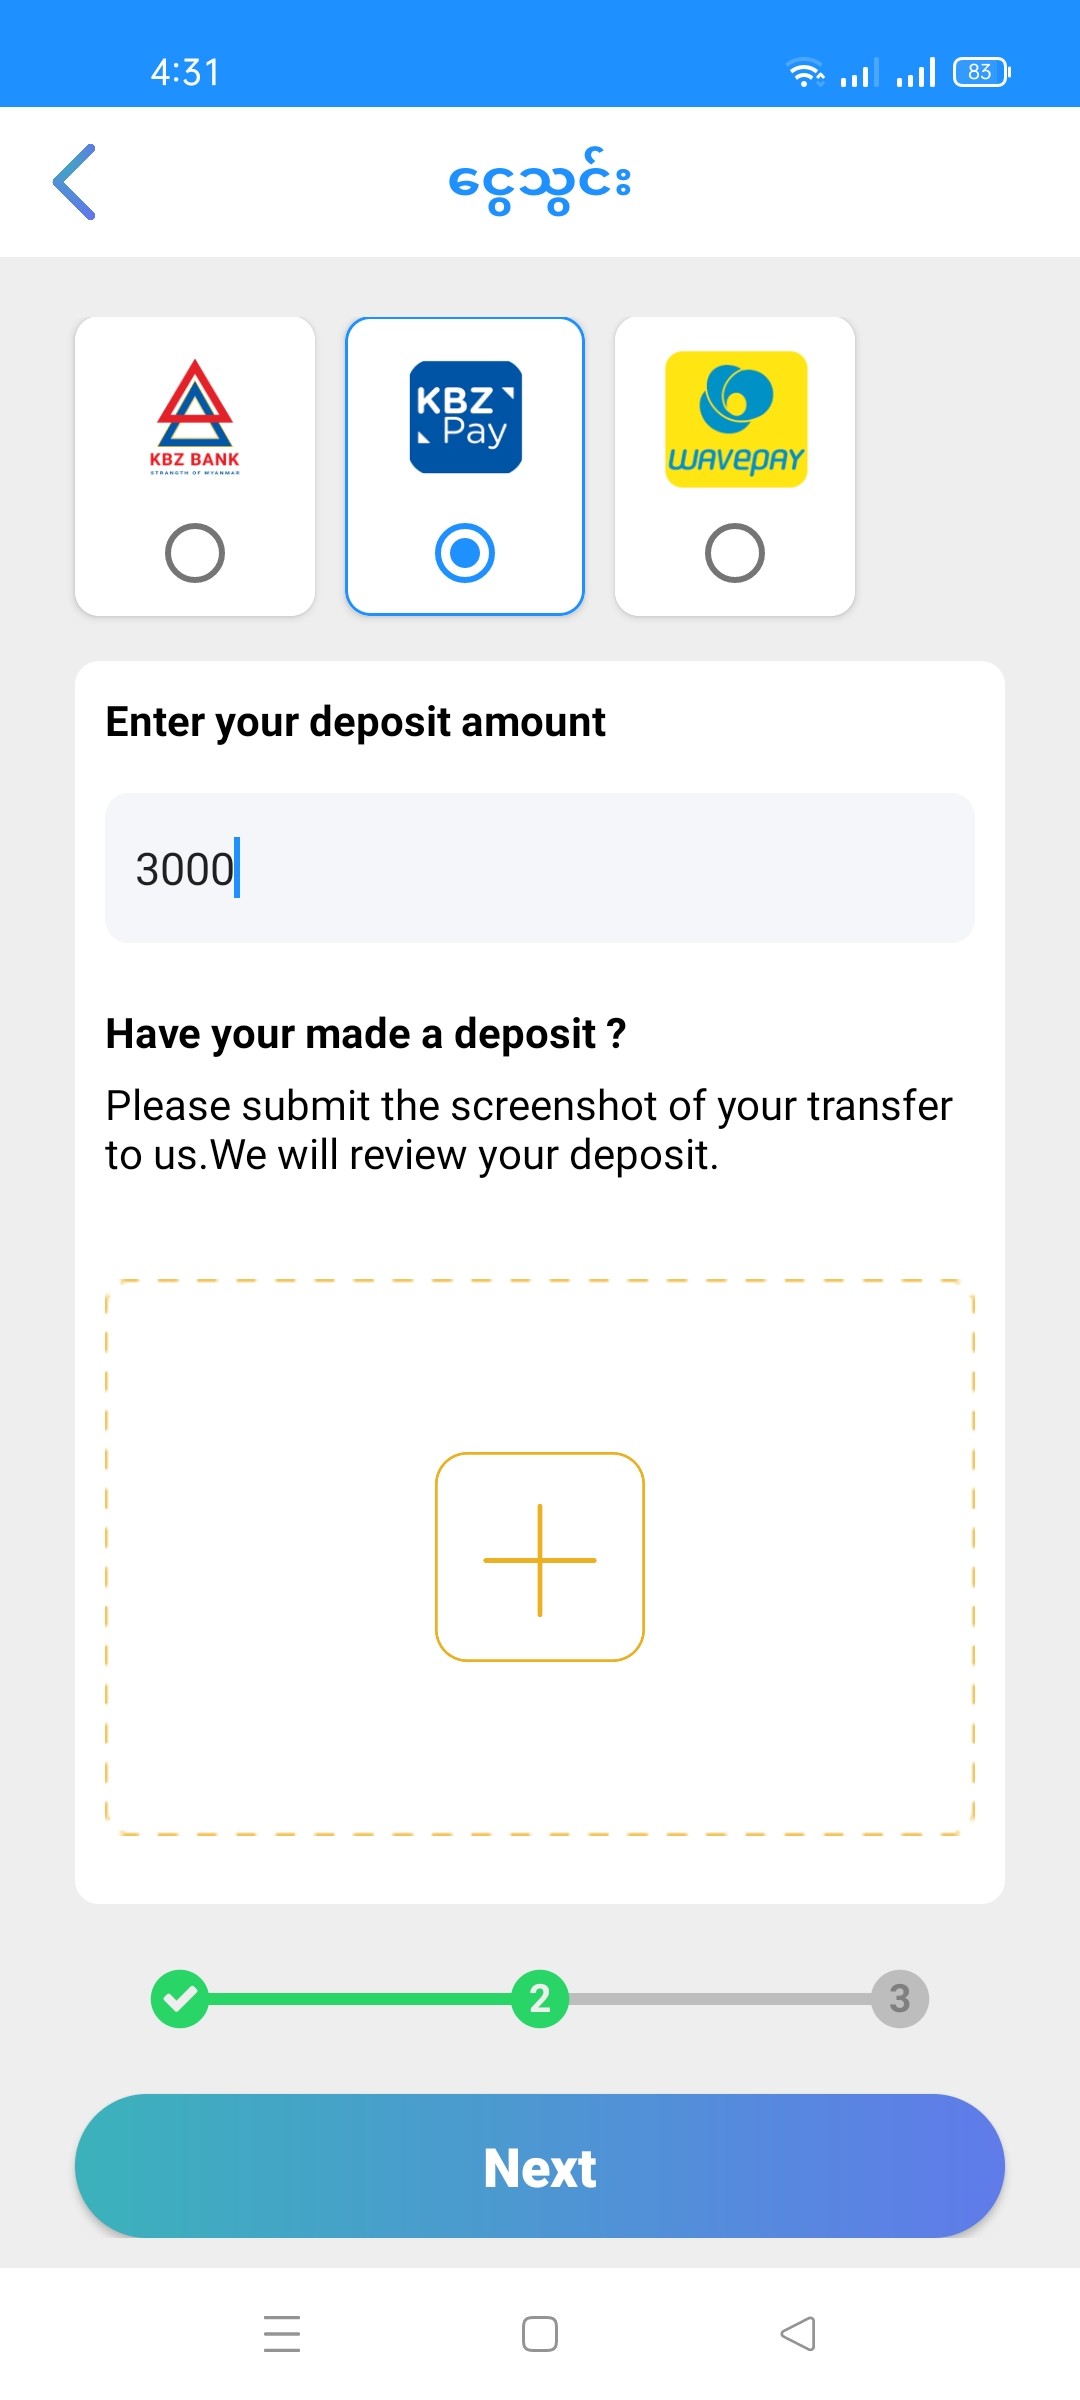 4:31
83
ငွေသွင်း
KBZ BANK
STRENGTH OF MYANMAR
KBZ
Pay
wavepay
Enter your deposit amount
3000
Have your made a deposit ?
Please submit the screenshot of your transfer
to us.We will review your deposit.
2
3
Next